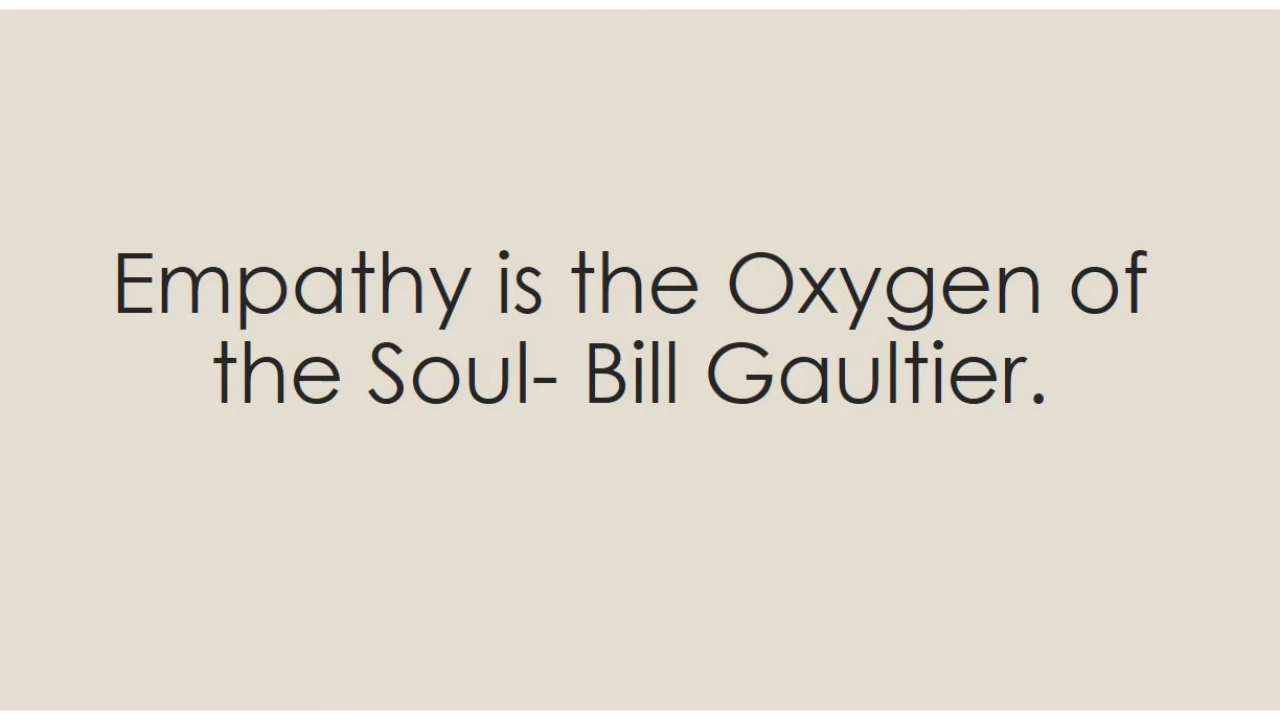 Empathy is the Oxygen of
the Soul- Bill Gaultier.